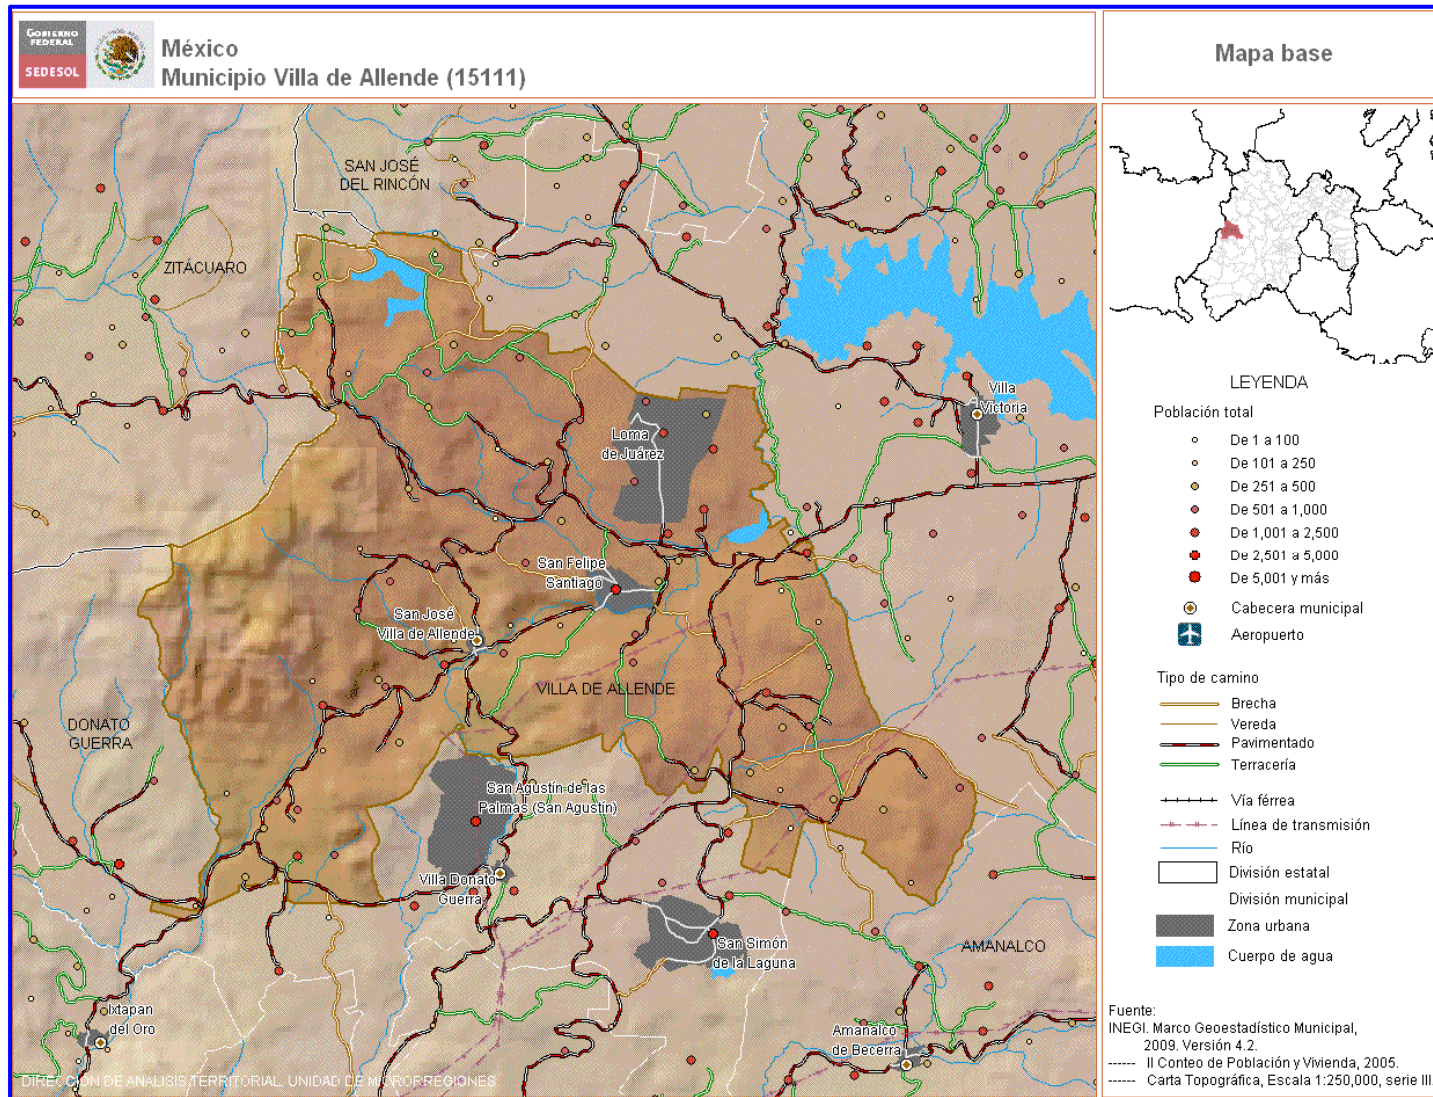 GOBIERNO
FEDERAL
SEDESOL
México
Municipio Villa de Allende (15111)
Mapa base
SAN JOSÉ
DEL RINCÓN
ZITÁCUARO
Villa
Victoria
Loma
de Juárez
San Felipe
Santiago
San José
Villa de Allende
VILLA DE ALLENDE
DONATO
GUERRA
San Agustín de las
Palmas (San Agustín)
Villa Donato
Guerra
San Simón
de la Laguna
AMANALCO
Ixtapan
del Oro
Amanalco
de Becerra
DIRECCIÓN DE ANALISIS TERRITORIAL, UNIDAD DE MICRORREGIONES
LEYENDA
Población total
De 1 a 100
De 101 a 250
De 251 a 500
De 501 a 1,000
De 1,001 a 2,500
De 2,501 a 5,000
De 5,001 y más
Cabecera municipal
Aeropuerto
Tipo de camino
Brecha
Vereda
Pavimentado
Terracería
Vía férrea
Línea de transmisión
Río
División estatal
División municipal
Zona urbana
Cuerpo de agua
Fuente:
INEGI. Marco Geoestadístico Municipal,
2009. Versión 4.2.
------ II Conteo de Población y Vivienda, 2005.
------ Carta Topográfica, Escala 1:250,000, serie III.